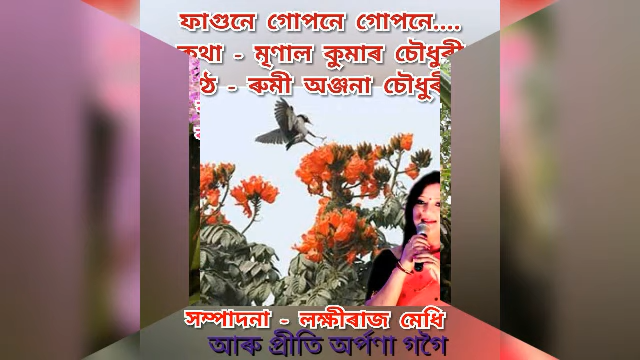 ফাগুনে গোপনে গোপনে....
কথা - মৃণাল কুমাৰ চৌধুৰী
- ৰুমী অঞ্জনা চৌধুৰী
সম্পাদনা - লক্ষীৰাজ মেধি
আৰু প্ৰীতি অৰ্পণা গগৈ